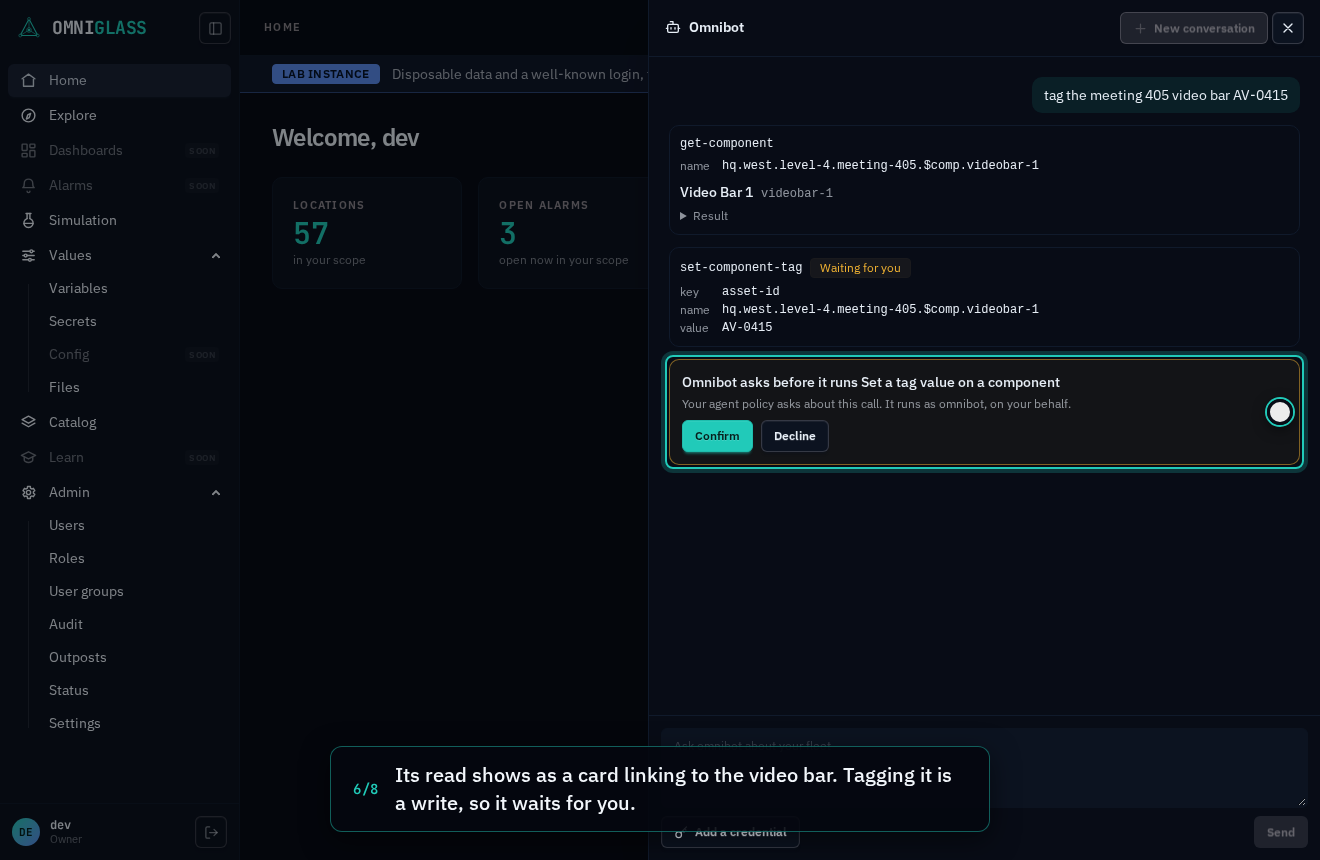 OMNIGLASS
Home
Explore
Dashboards SOON
Alarms SOON
Simulation
Values
Variables
Secrets
Config SOON
Files
Catalog
Learn SOON
Admin
Users
Roles
User groups
Audit
Outposts
Status
Settings
DE dev
Owner
HOME
LAB INSTANCE Disposable data and a well-known login,
Welcome, dev
LOCATIONS
57
in your scope
OPEN ALARMS
3
open now in your scope
Omnibot
New conversation
tag the meeting 405 video bar AV-0415
get-component
name hq.west.level-4.meeting-405.$comp.videobar-1
Video Bar 1 videobar-1
Result
set-component-tag Waiting for you
key asset-id
name hq.west.level-4.meeting-405.$comp.videobar-1
value AV-0415
Omnibot asks before it runs Set a tag value on a component
Your agent policy asks about this call. It runs as omnibot, on your behalf.
Confirm Decline
Ask omnibot about your fleet
6/8 Its read shows as a card linking to the video bar. Tagging it is
a write, so it waits for you.
Add a credential
Send